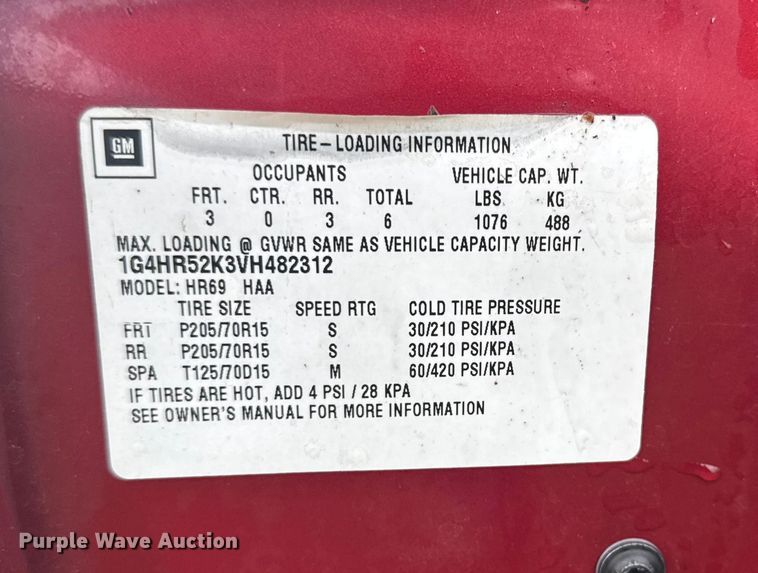 GM
TIRE-LOADING INFORMATION
OCCUPANTS VEHICLE CAP. WT.
FRT. CTR. RR. TOTAL LBS KG
3 0 3 6 1076 488
MAX. LOADING @ GVWR SAME AS VEHICLE CAPACITY WEIGHT.
1G4HR52K3VH482312
MODEL: HR69 HAA
TIRE SIZE SPEED RTG COLD TIRE PRESSURE
FRT P205/70R15 S 30/210 PSI/KPA
RR P205/70R15 S 30/210 PSI/KPA
SPA T125/70D15 M 60/420 PSI/KPA
IF TIRES ARE HOT, ADD 4 PSI / 28 KPA
SEE OWNER'S MANUAL FOR MORE INFORMATION
Purple Wave Auction